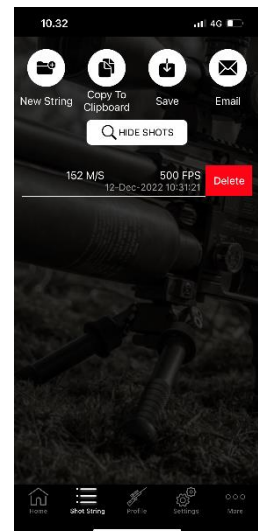 10.32
4G
New String
Copy To
Clipboard
Save
Email
HIDE SHOTS
152 M/S
500 FPS
12-Dec-2022 10:31:21
Delete
Home
Shot String
Profile
Settings
More